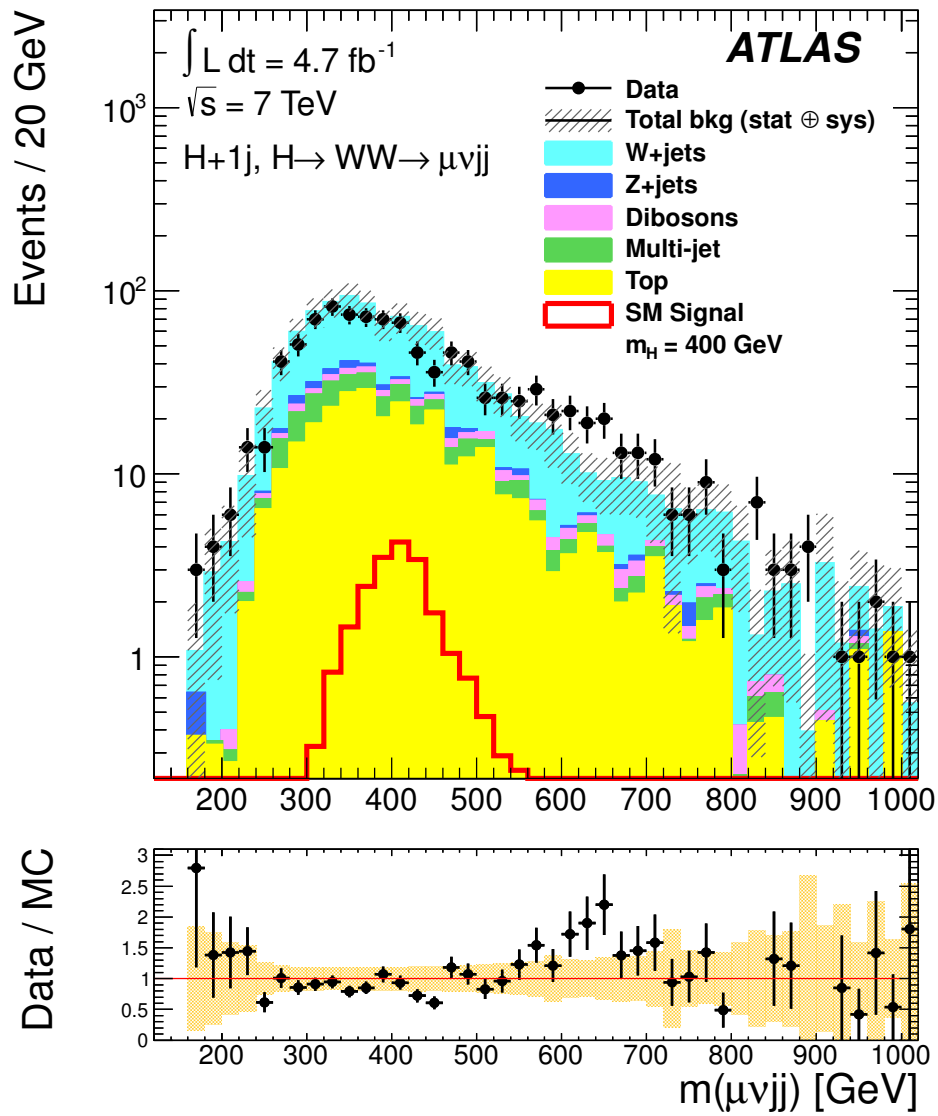 Events / 20 GeV
∫ L dt = 4.7 fb⁻¹
√s = 7 TeV
H+1j, H→ WW→ μνjj
ATLAS
Data
Total bkg (stat ⊕ sys)
W+jets
Z+jets
Dibosons
Multi-jet
Top
SM Signal
m_H = 400 GeV
10³
10²
10
1
200 300 400 500 600 700 800 900 1000
Data / MC
3
2.5
2
1.5
1
0.5
0
200 300 400 500 600 700 800 900 1000
m(μνjj) [GeV]